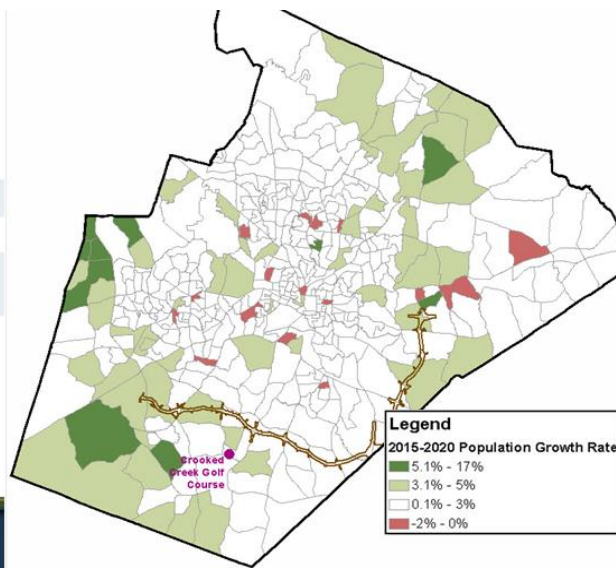 Crooked
Creek Golf
Course
Legend
2015-2020 Population Growth Rate
5.1% - 17%
3.1% - 5%
0.1% - 3%
-2% - 0%